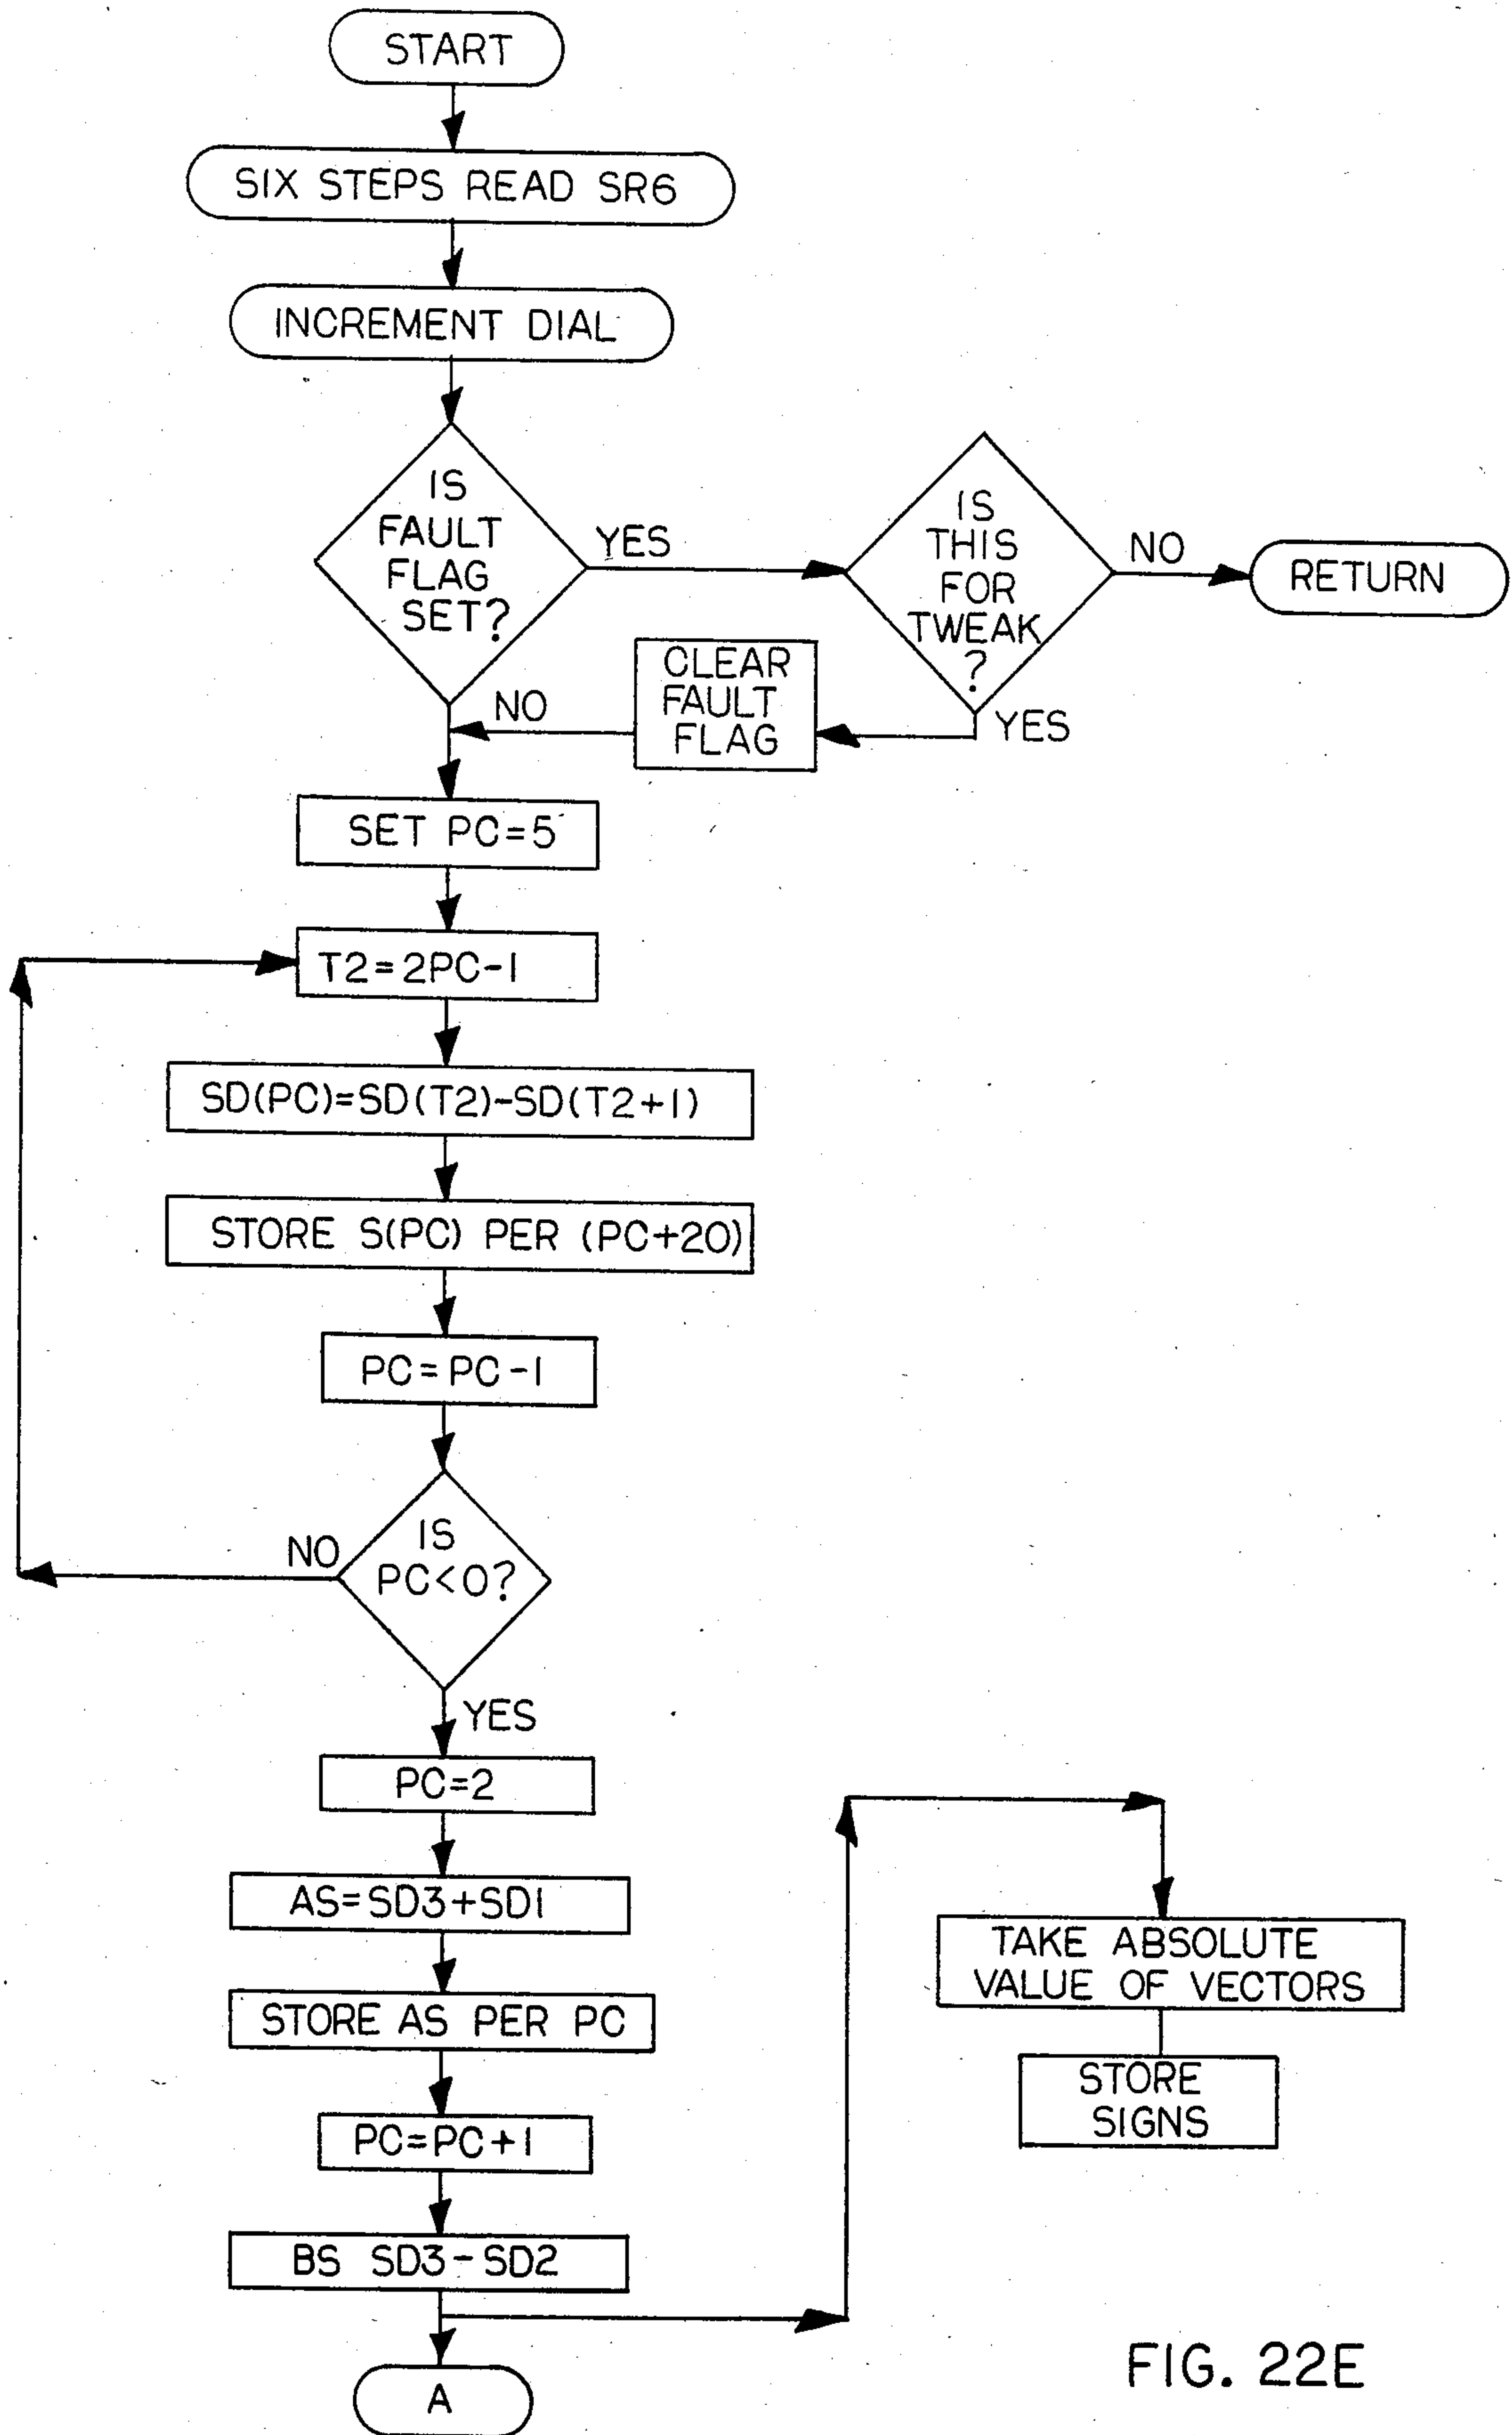 START
SIX STEPS READ SR6
INCREMENT DIAL
IS
FAULT
FLAG
SET?
YES
IS
THIS
FOR
TWEAK
?
NO
RETURN
YES
CLEAR
FAULT
FLAG
NO
SET PC=5
T2=2PC-1
SD(PC)=SD(T2)-SD(T2+1)
STORE S(PC) PER (PC+20)
PC=PC-1
IS
PC<0?
NO
YES
PC=2
AS=SD3+SD1
STORE AS PER PC
PC=PC+1
BS SD3-SD2
A
TAKE ABSOLUTE
VALUE OF VECTORS
STORE
SIGNS
FIG. 22E